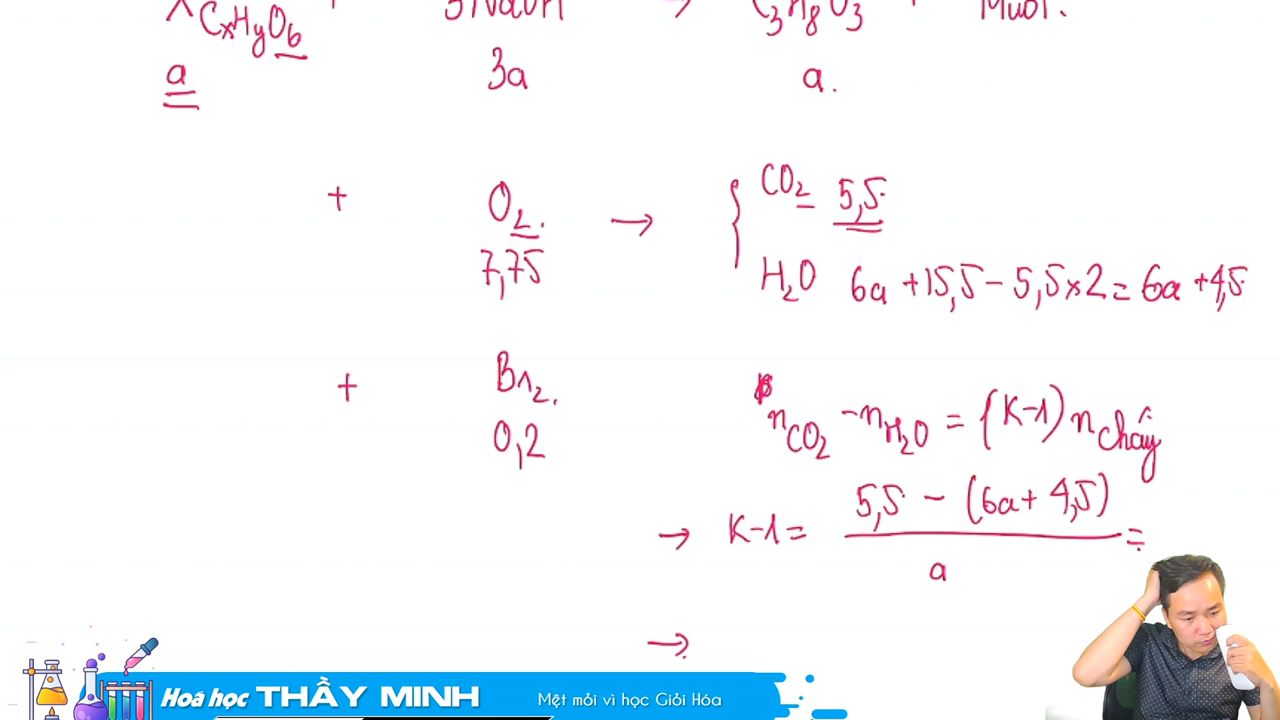 X CxHyO6 + 3NaOH → C3H8O3 + Muối.
a 3a a.
+ O2. → { CO2 5,5
7,75 H2O 6a + 15,5 - 5,5×2 = 6a + 4,5
+ Br2.
0,2
nCO2 - nH2O = (K-1) n cháy
→ K-1 = 5,5 - (6a + 4,5) / a =
→
Hoá học THẦY MINH Mệt mỏi vì học Giỏi Hóa